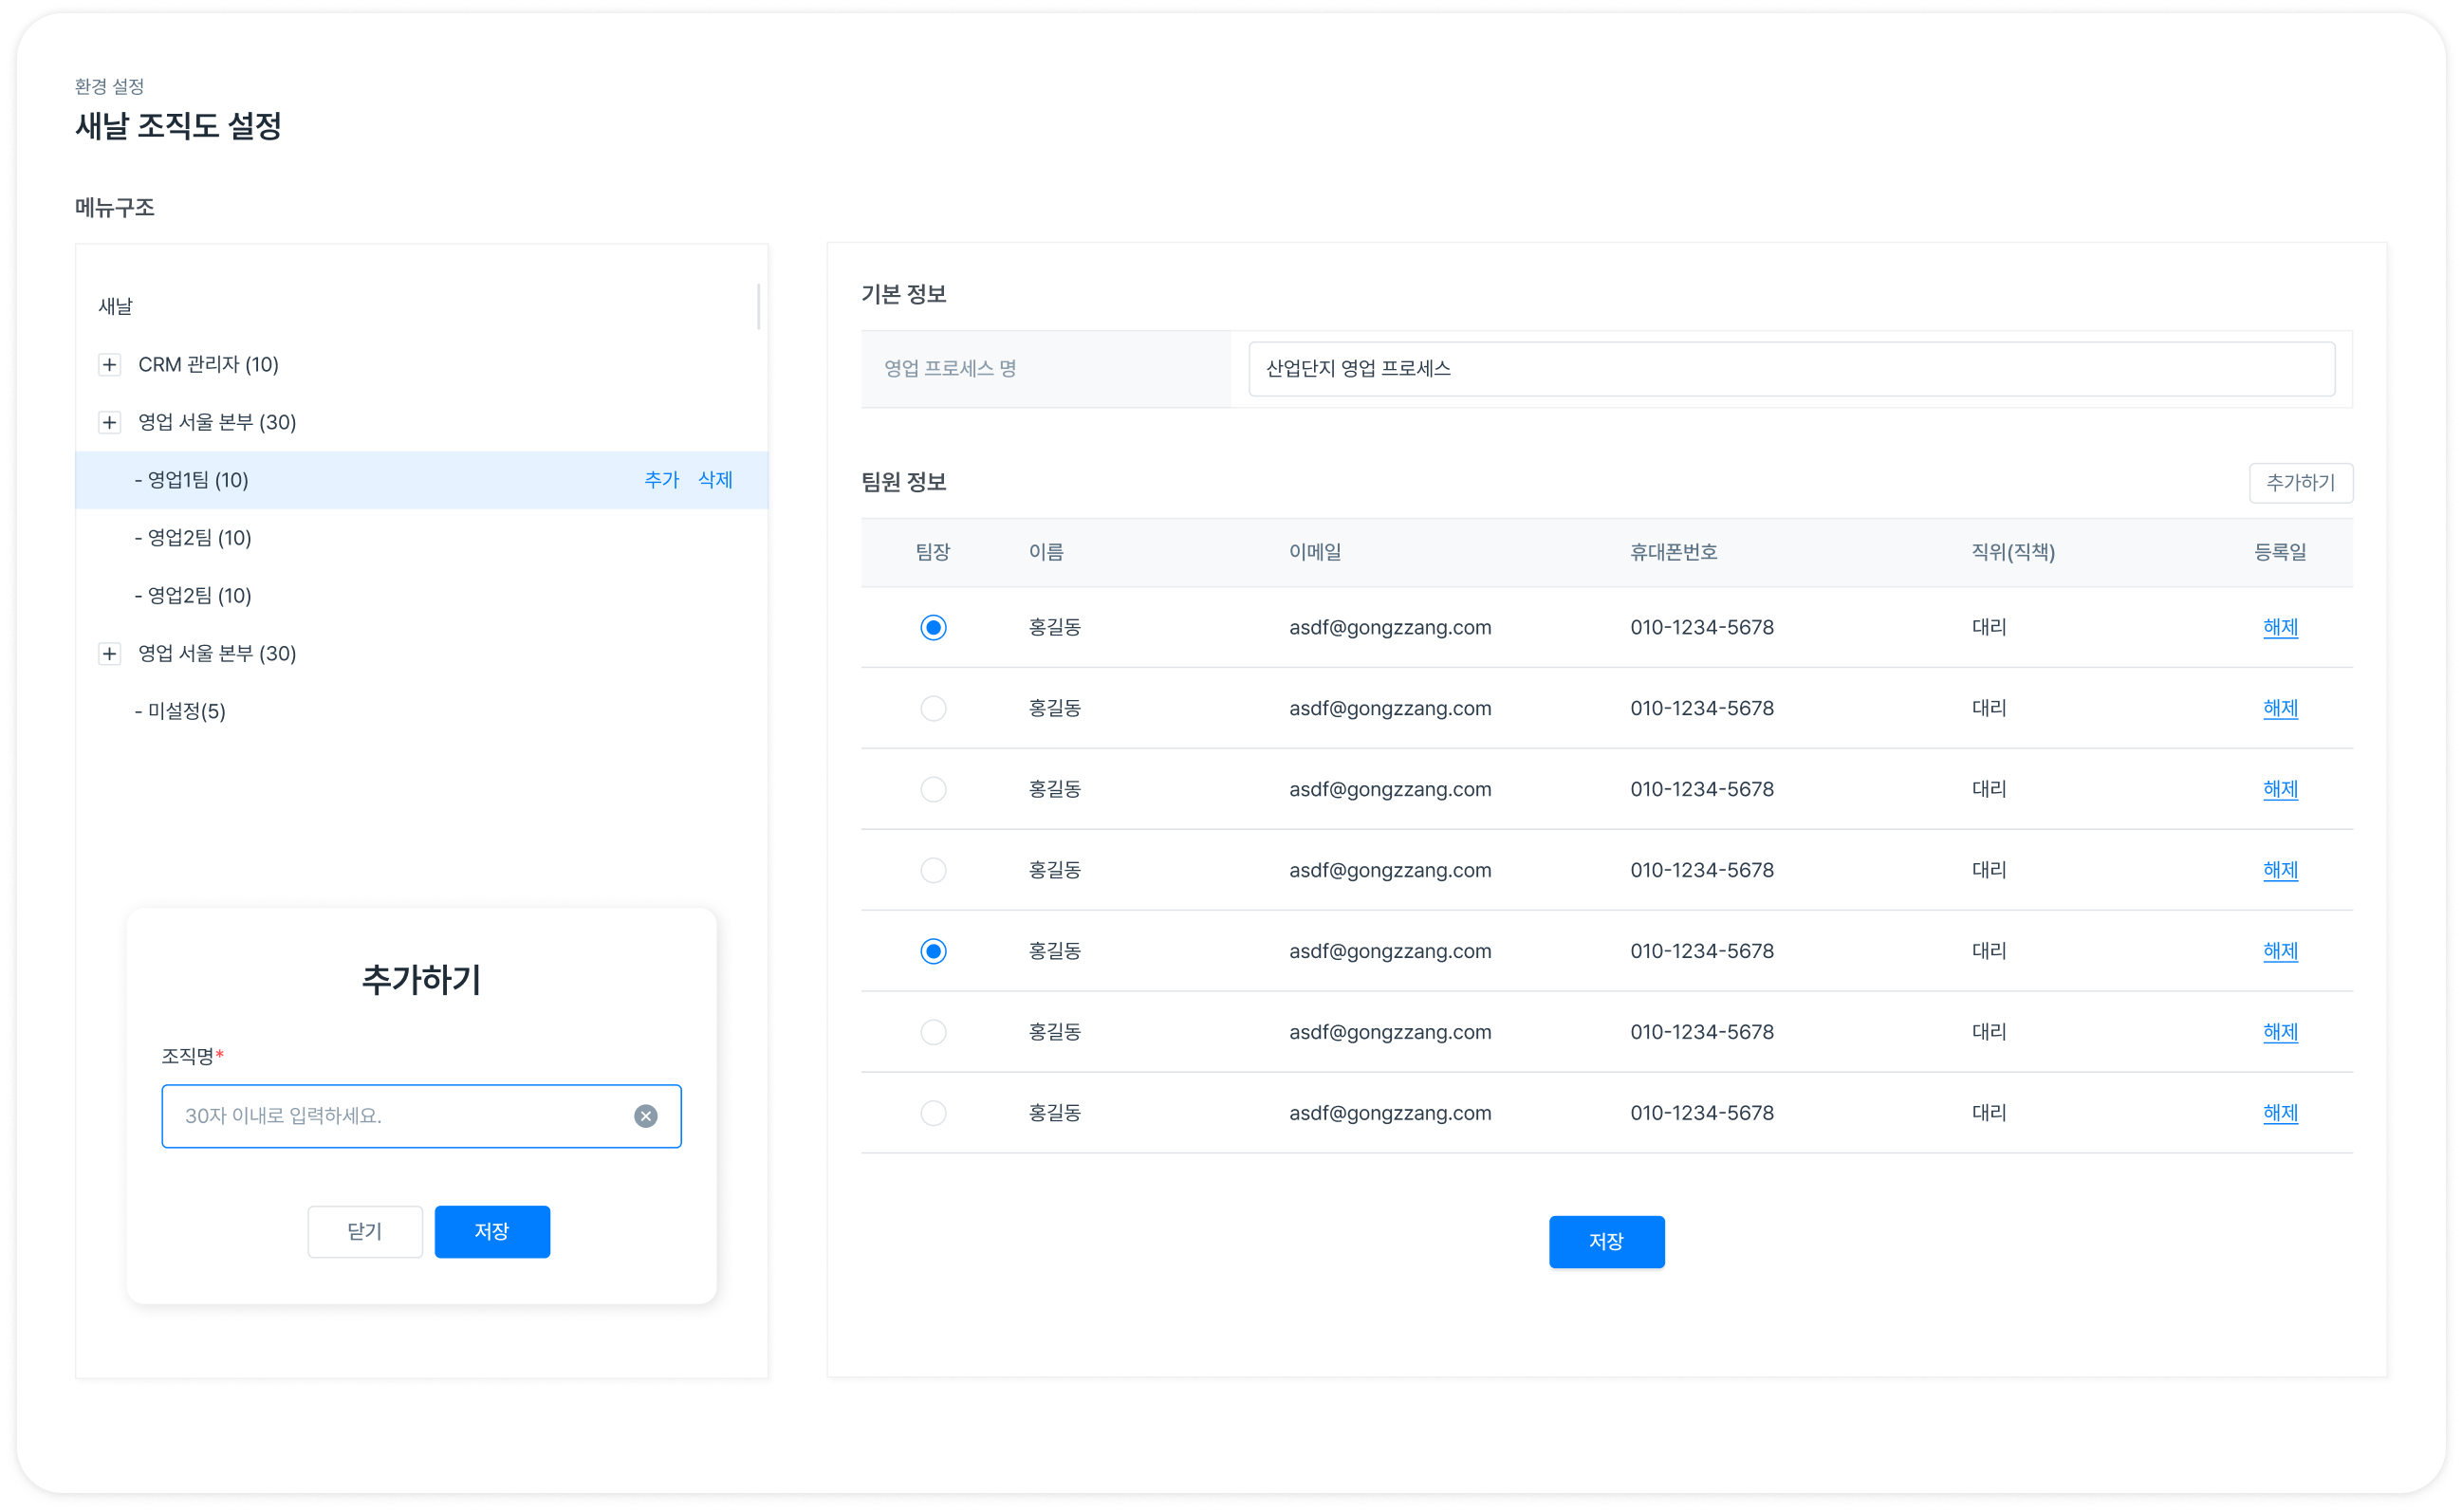 환경 설정
새날 조직도 설정
메뉴구조
새날
CRM 관리자 (10)
영업 서울 본부 (30)
- 영업1팀 (10) 추가 삭제
- 영업2팀 (10)
- 영업2팀 (10)
영업 서울 본부 (30)
- 미설정(5)
추가하기
조직명*
30자 이내로 입력하세요.
닫기 저장
기본 정보
영업 프로세스 명 산업단지 영업 프로세스
팀원 정보 추가하기
팀장 이름 이메일 휴대폰번호 직위(직책) 등록일
홍길동 asdf@gongzzang.com 010-1234-5678 대리 해제
홍길동 asdf@gongzzang.com 010-1234-5678 대리 해제
홍길동 asdf@gongzzang.com 010-1234-5678 대리 해제
홍길동 asdf@gongzzang.com 010-1234-5678 대리 해제
홍길동 asdf@gongzzang.com 010-1234-5678 대리 해제
홍길동 asdf@gongzzang.com 010-1234-5678 대리 해제
홍길동 asdf@gongzzang.com 010-1234-5678 대리 해제
저장